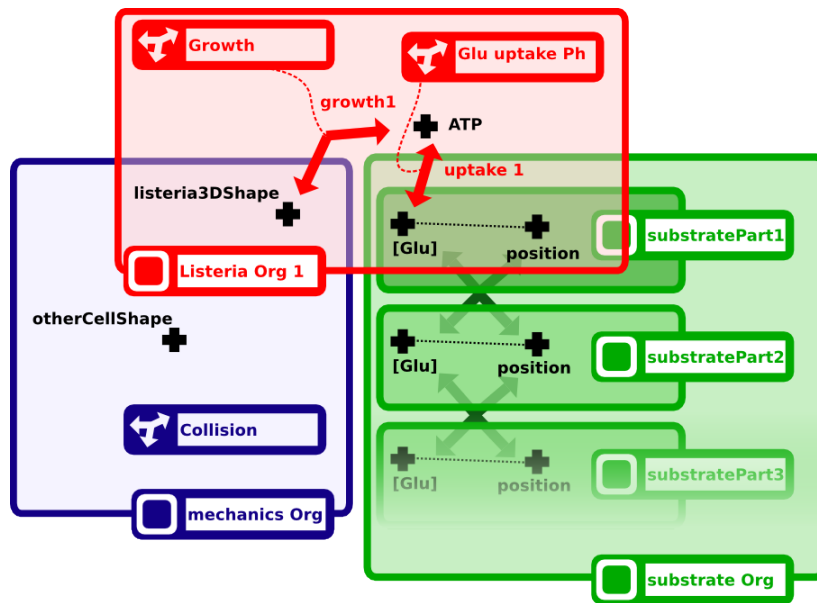 Growth
Glu uptake Ph
growth1
ATP
uptake 1
listeria3DShape
substratePart1
[Glu]
position
Listeria Org 1
otherCellShape
substratePart2
[Glu]
position
Collision
substratePart3
[Glu]
position
mechanics Org
substrate Org